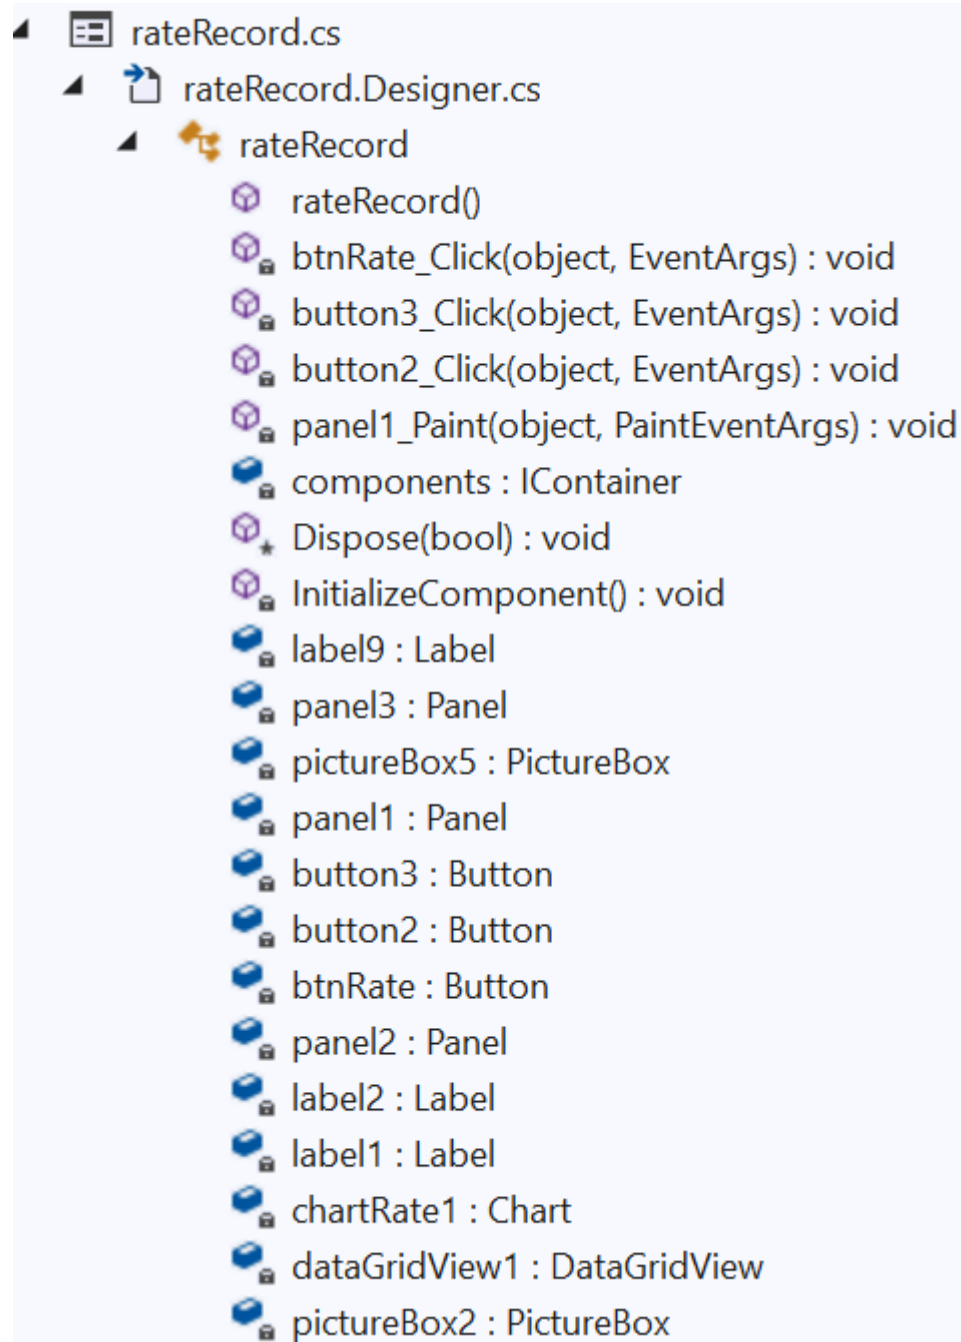 rateRecord.cs
rateRecord.Designer.cs
rateRecord
rateRecord()
btnRate_Click(object, EventArgs) : void
button3_Click(object, EventArgs) : void
button2_Click(object, EventArgs) : void
panel1_Paint(object, PaintEventArgs) : void
components : IContainer
Dispose(bool) : void
InitializeComponent() : void
label9 : Label
panel3 : Panel
pictureBox5 : PictureBox
panel1 : Panel
button3 : Button
button2 : Button
btnRate : Button
panel2 : Panel
label2 : Label
label1 : Label
chartRate1 : Chart
dataGridView1 : DataGridView
pictureBox2 : PictureBox